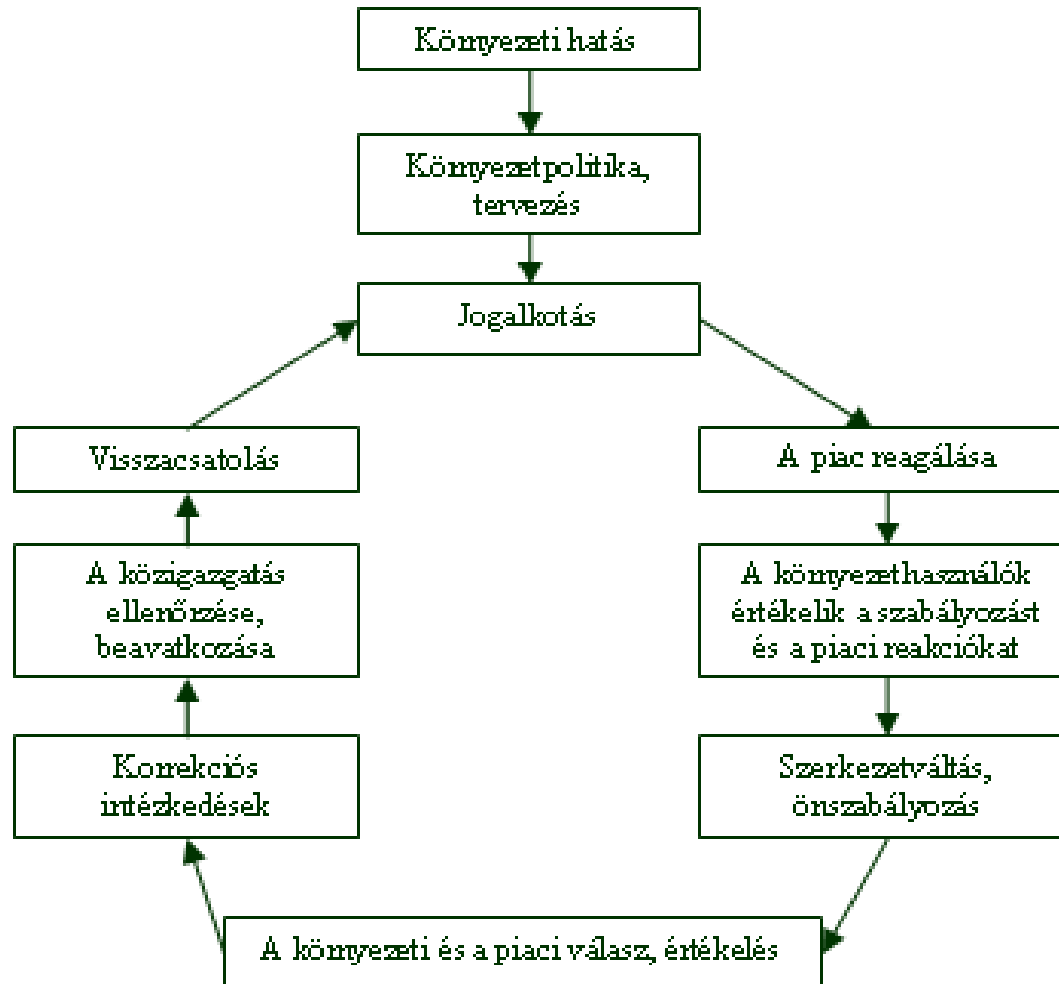 Környezeti hatás
Környezetpolitika,
tervezés
Jogalkotás
Visszacsatolás
A piac reagálása
A közigazgatás
ellenőrzése,
beavatkozása
A környezethasználók
értékelik a szabályozást
és a piaci reakciókat
Korrekciós
intézkedések
Szerkezetváltás,
önszabályozás
A környezeti és a piaci válasz, értékelés